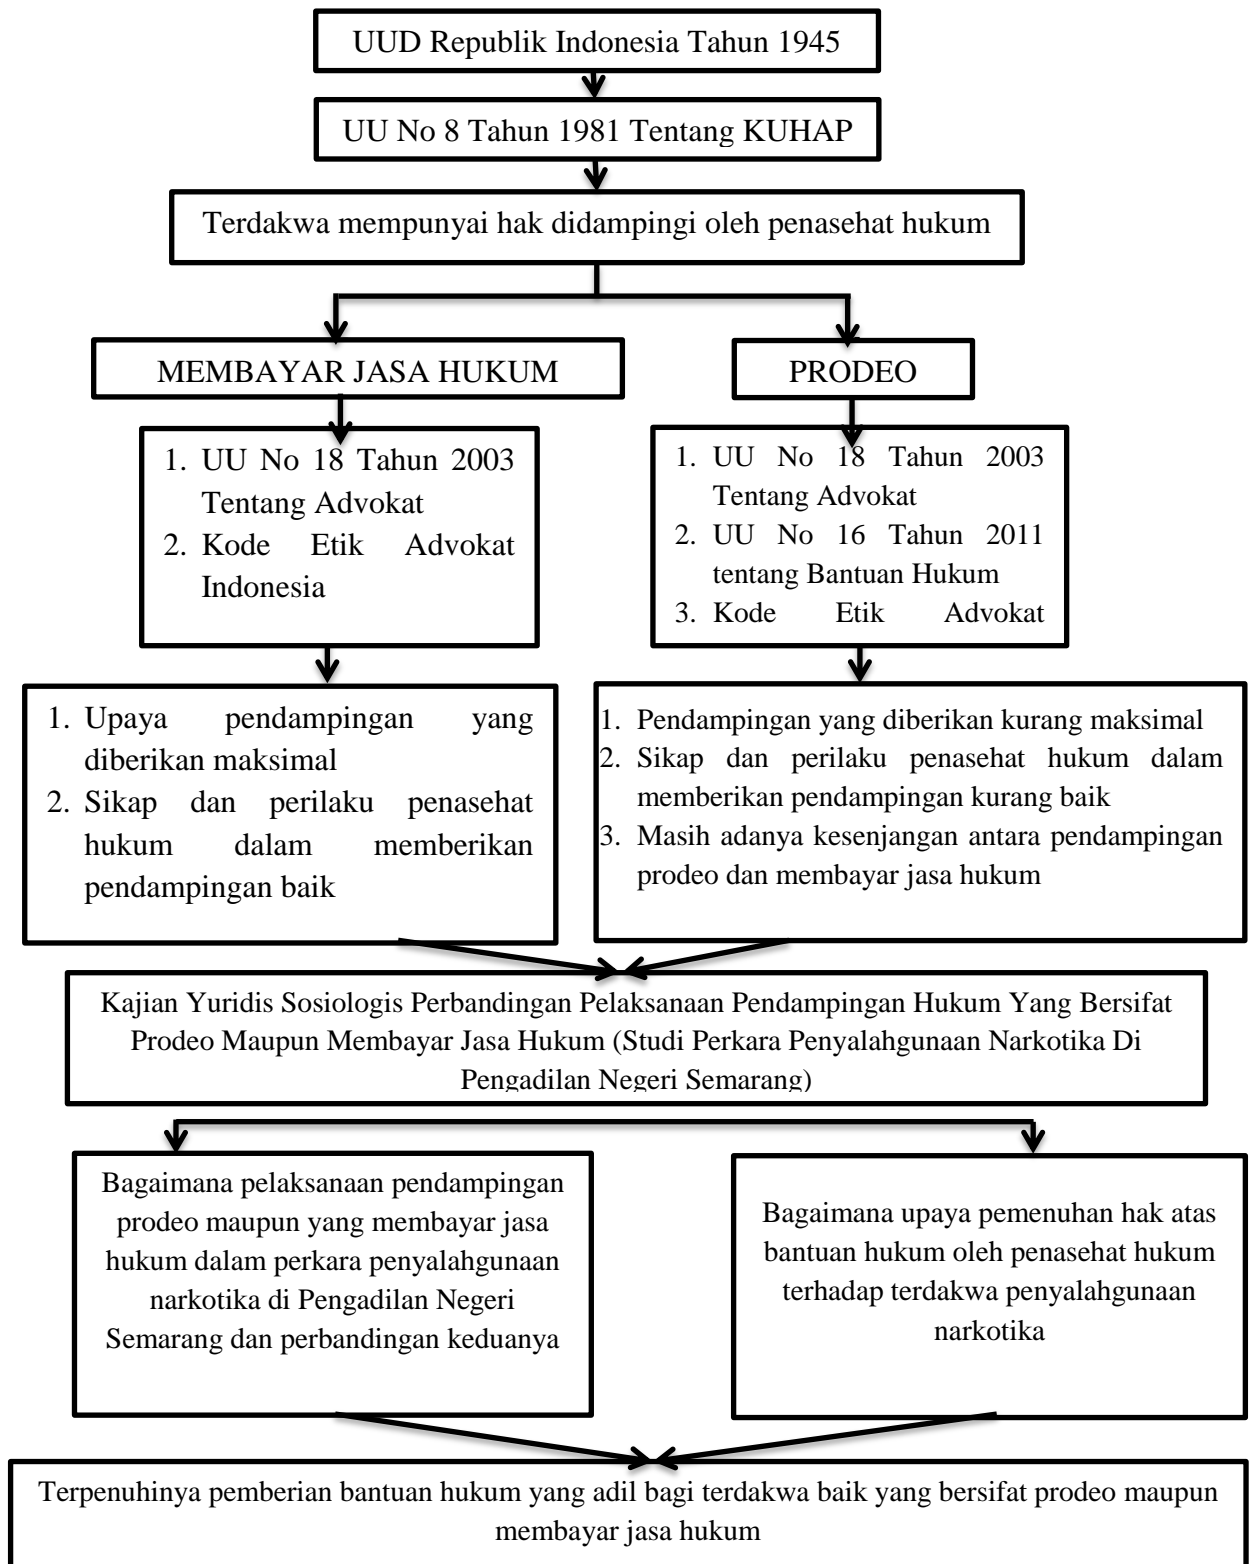 UUD Republik Indonesia Tahun 1945
UU No 8 Tahun 1981 Tentang KUHAP
Terdakwa mempunyai hak didampingi oleh penasehat hukum
MEMBAYAR JASA HUKUM
PRODEO
1. UU No 18 Tahun 2003
Tentang Advokat
2. Kode Etik Advokat
Indonesia
1. UU No 18 Tahun 2003
Tentang Advokat
2. UU No 16 Tahun 2011
tentang Bantuan Hukum
3. Kode Etik Advokat
1. Upaya pendampingan yang
diberikan maksimal
2. Sikap dan perilaku penasehat
hukum dalam memberikan
pendampingan baik
1. Pendampingan yang diberikan kurang maksimal
2. Sikap dan perilaku penasehat hukum dalam
memberikan pendampingan kurang baik
3. Masih adanya kesenjangan antara pendampingan
prodeo dan membayar jasa hukum
Kajian Yuridis Sosiologis Perbandingan Pelaksanaan Pendampingan Hukum Yang Bersifat
Prodeo Maupun Membayar Jasa Hukum (Studi Perkara Penyalahgunaan Narkotika Di
Pengadilan Negeri Semarang)
Bagaimana pelaksanaan pendampingan
prodeo maupun yang membayar jasa
hukum dalam perkara penyalahgunaan
narkotika di Pengadilan Negeri
Semarang dan perbandingan keduanya
Bagaimana upaya pemenuhan hak atas
bantuan hukum oleh penasehat hukum
terhadap terdakwa penyalahgunaan
narkotika
Terpenuhinya pemberian bantuan hukum yang adil bagi terdakwa baik yang bersifat prodeo maupun
membayar jasa hukum